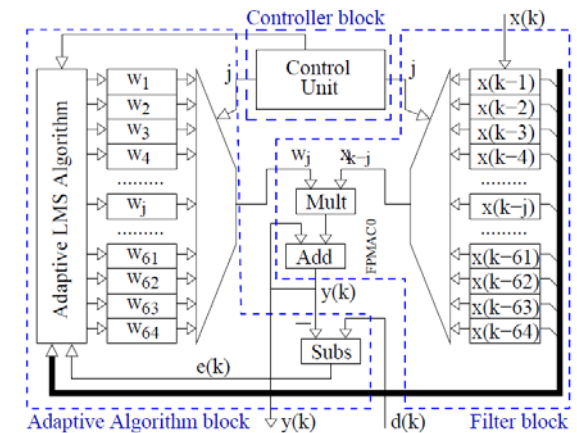 Controller block
x(k)
j
Control
Unit
j
Adaptive LMS Algorithm
w1
w2
w3
w4
.........
wj
.........
w61
w62
w63
w64
x(k−1)
x(k−2)
x(k−3)
x(k−4)
.........
x(k−j)
.........
x(k−61)
x(k−62)
x(k−63)
x(k−64)
wj
xk−j
Mult
FPMAC0
Add
y(k)
−
Subs
e(k)
Adaptive Algorithm block
y(k)
d(k)
Filter block